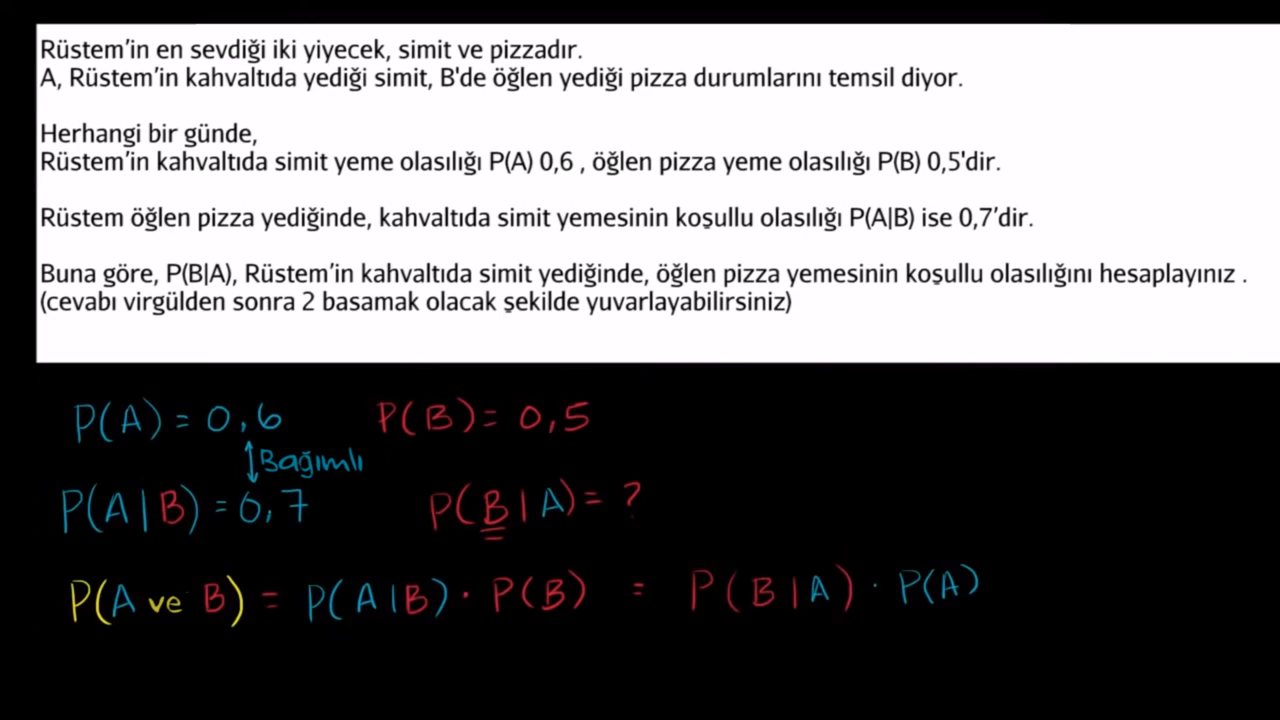 Rüstem'in en sevdiği iki yiyecek, simit ve pizzadır.
A, Rüstem'in kahvaltıda yediği simit, B'de öğlen yediği pizza durumlarını temsil diyor.
Herhangi bir günde,
Rüstem'in kahvaltıda simit yeme olasılığı P(A) 0,6 , öğlen pizza yeme olasılığı P(B) 0,5'dir.
Rüstem öğlen pizza yediğinde, kahvaltıda simit yemesinin koşullu olasılığı P(A|B) ise 0,7'dir.
Buna göre, P(B|A), Rüstem'in kahvaltıda simit yediğinde, öğlen pizza yemesinin koşullu olasılığını hesaplayınız .
(cevabı virgülden sonra 2 basamak olacak şekilde yuvarlayabilirsiniz)
P(A) = 0,6 P(B) = 0,5
↕ Bağımlı
P(A|B) = 0,7 P(B|A) = ?
P(A ve B) = P(A|B) · P(B) = P(B|A) · P(A)